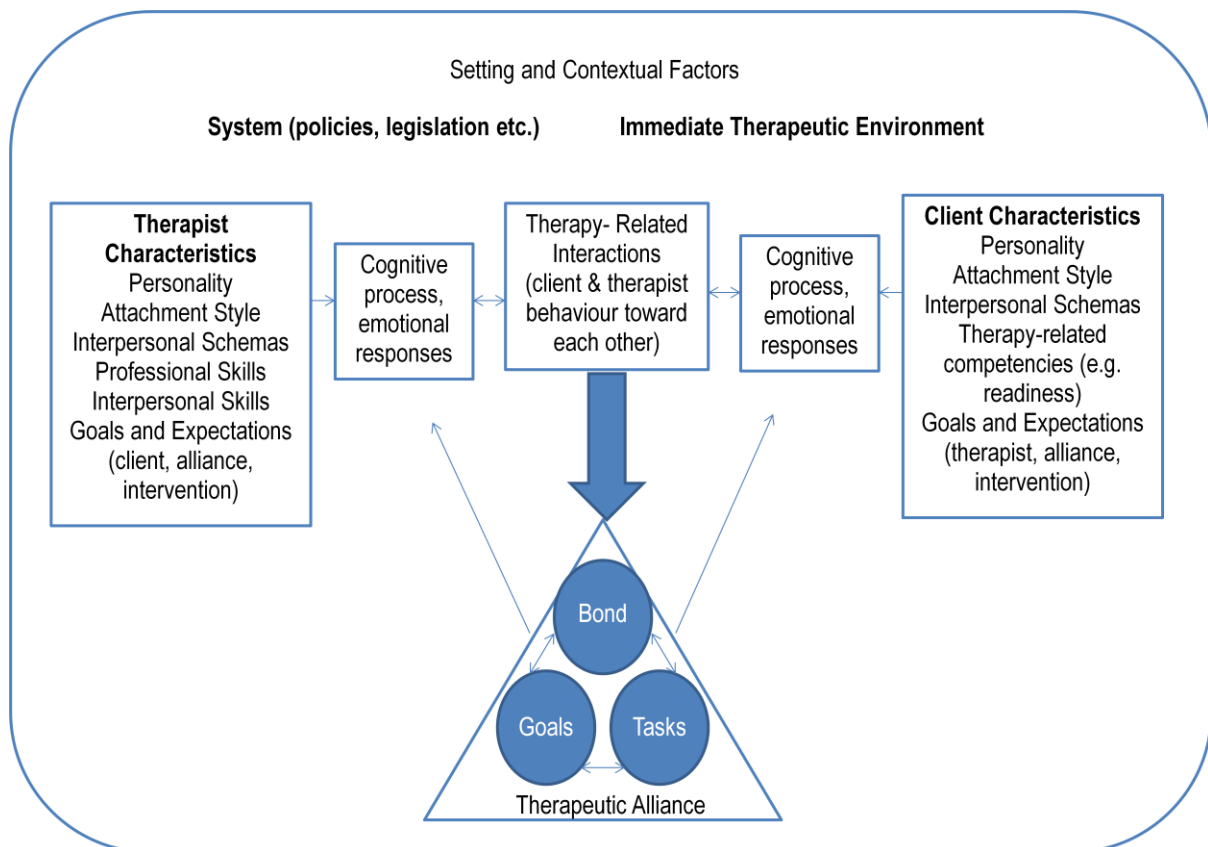 Setting and Contextual Factors
System (policies, legislation etc.)
Immediate Therapeutic Environment
Therapist
Characteristics
Personality
Attachment Style
Interpersonal Schemas
Professional Skills
Interpersonal Skills
Goals and Expectations
(client, alliance,
intervention)
Cognitive
process,
emotional
responses
Therapy- Related
Interactions
(client & therapist
behaviour toward
each other)
Cognitive
process,
emotional
responses
Client Characteristics
Personality
Attachment Style
Interpersonal Schemas
Therapy-related
competencies (e.g.
readiness)
Goals and Expectations
(therapist, alliance,
intervention)
Bond
Goals
Tasks
Therapeutic Alliance